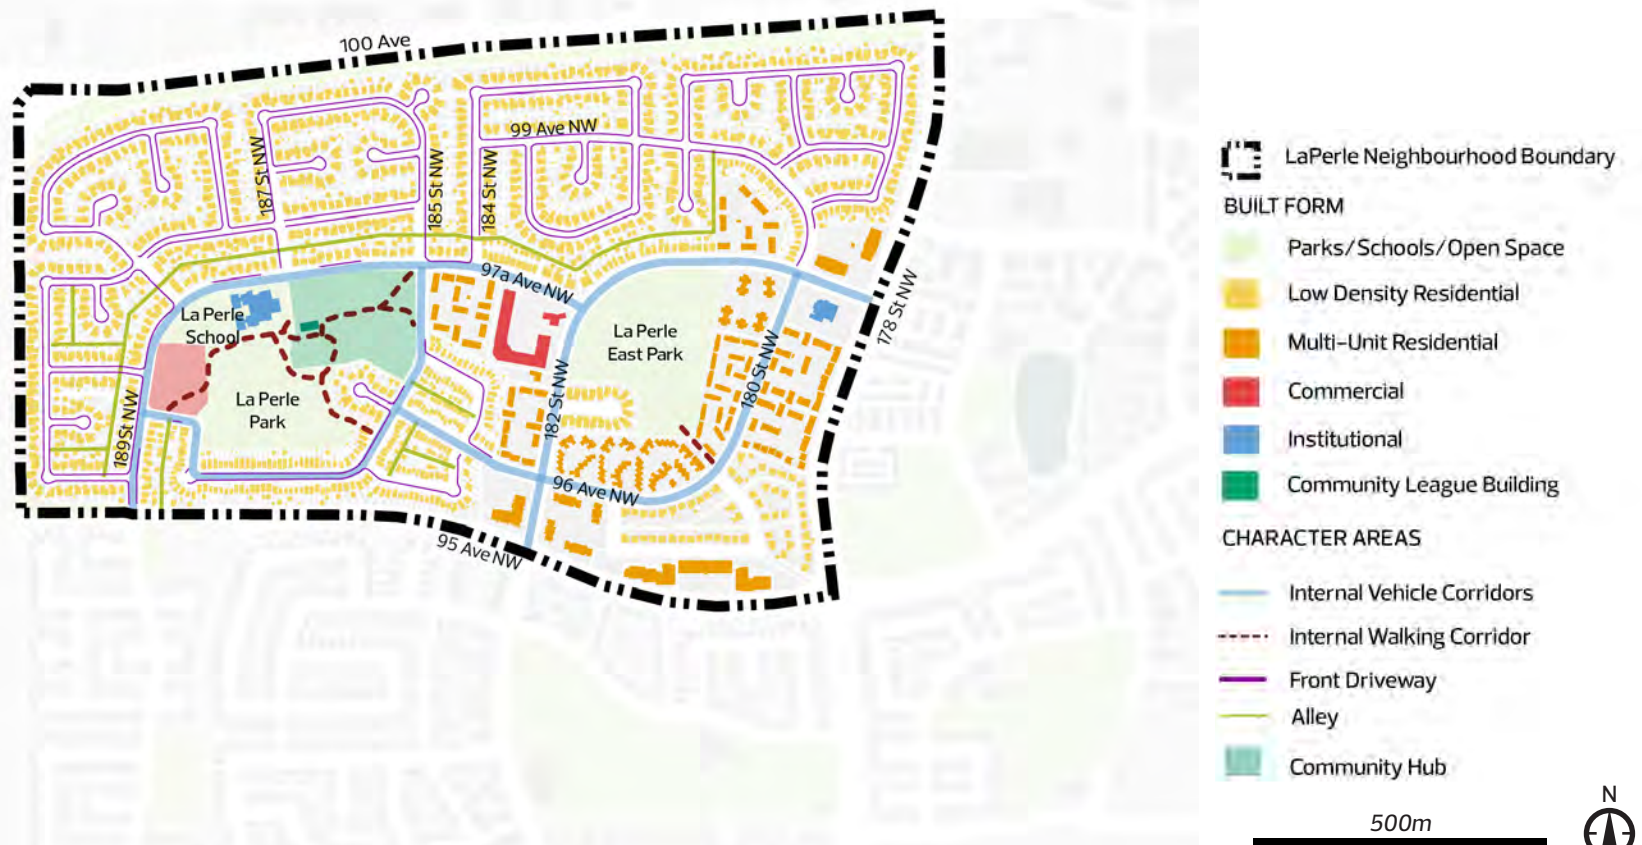 100 Ave
99 Ave NW
187 St NW
185 St NW
184 St NW
97a Ave NW
178 St NW
La Perle
School
La Perle
East Park
La Perle
Park
189 St NW
182 St NW
180 St NW
96 Ave NW
95 Ave NW
LaPerle Neighbourhood Boundary
BUILT FORM
Parks/Schools/Open Space
Low Density Residential
Multi-Unit Residential
Commercial
Institutional
Community League Building
CHARACTER AREAS
Internal Vehicle Corridors
Internal Walking Corridor
Front Driveway
Alley
Community Hub
500m
N